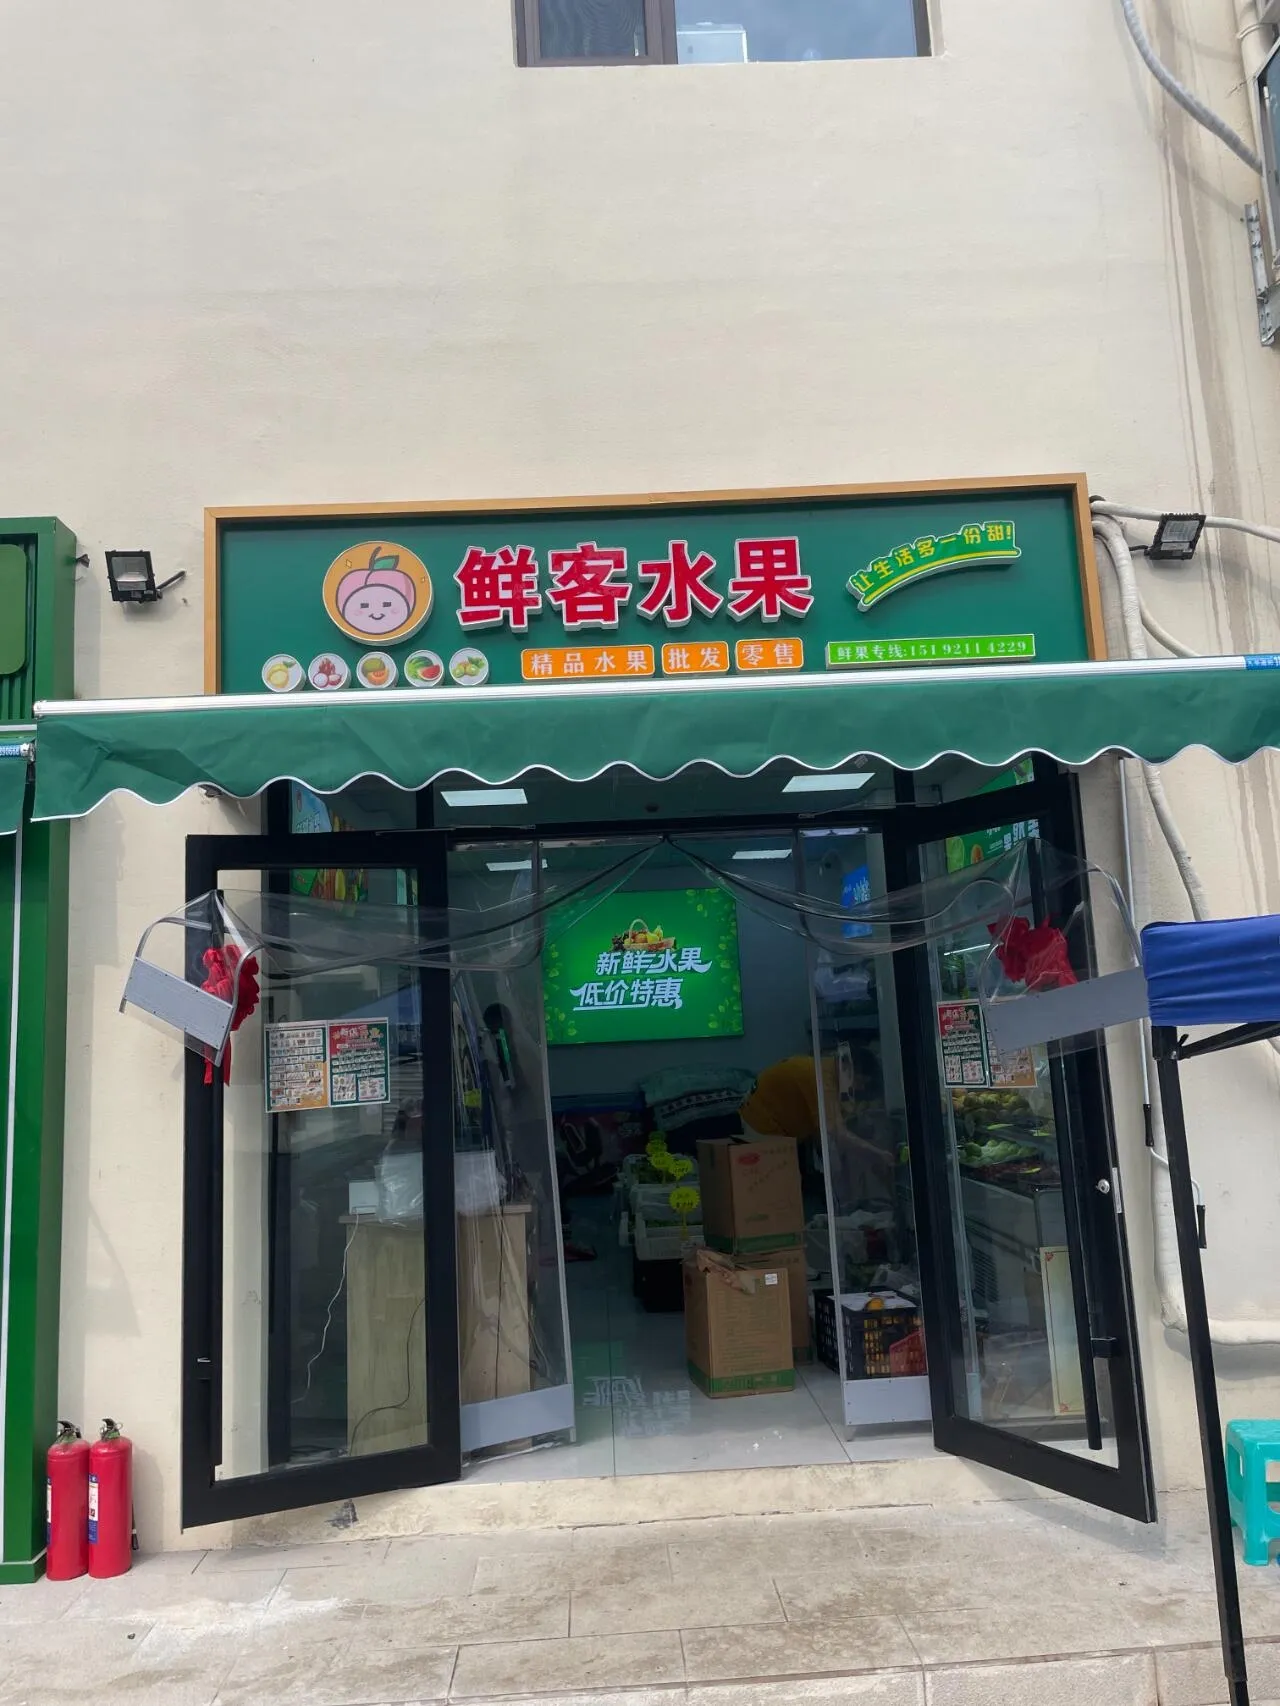 让生活多一份甜!
鲜客水果
精品水果 批发 零售
鲜果专线:15192114229
新鲜水果
低价特惠